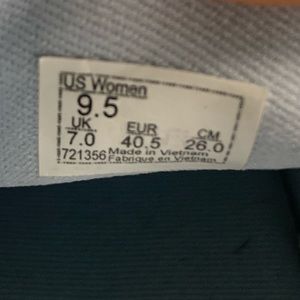 US Women
9.5
UK EUR CM
7.0 40.5 26.0
721356 Made in Vietnam
Fabrique en Vietnam